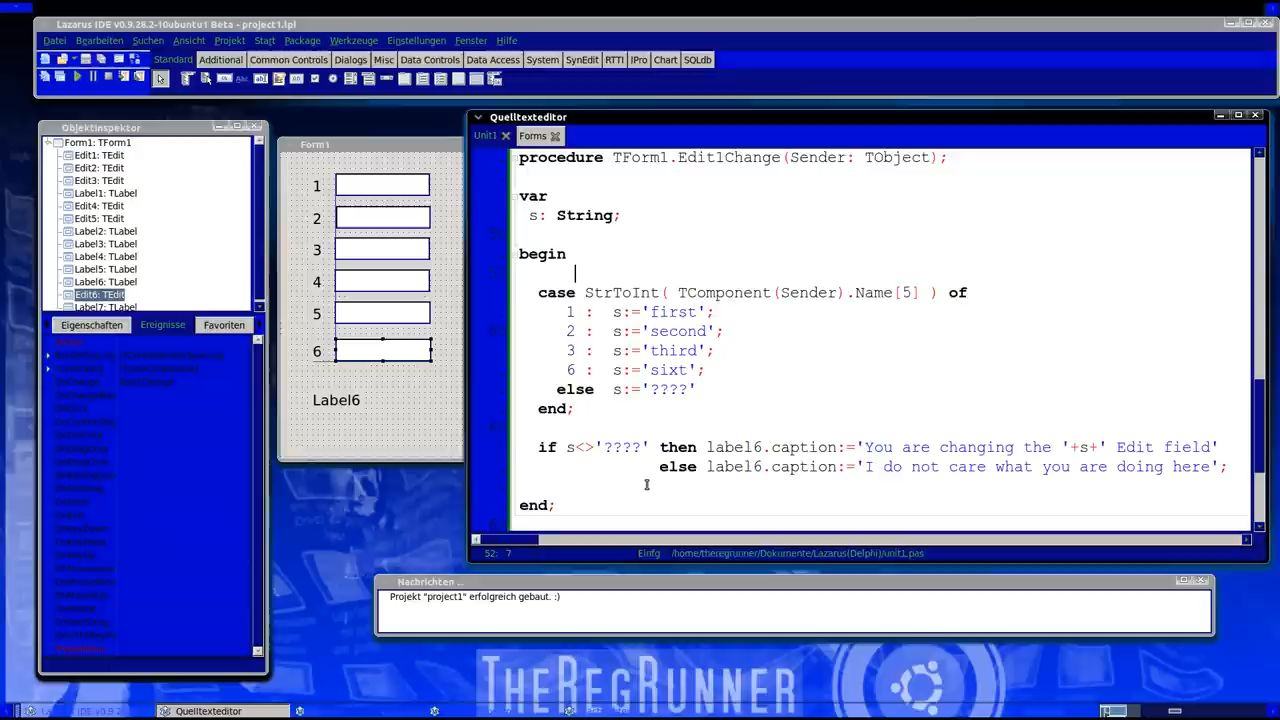 Lazarus IDE v0.9.28.2-10ubuntu1 Beta - project1.lpi
Datei Bearbeiten Suchen Ansicht Projekt Start Package Werkzeuge Einstellungen Fenster Hilfe
Standard Additional Common Controls Dialogs Misc Data Controls Data Access System SynEdit RTTI IPro Chart SQLdb
Objektinspektor
Form1: TForm1
Edit1: TEdit
Edit2: TEdit
Edit3: TEdit
Label1: TLabel
Edit4: TEdit
Edit5: TEdit
Label2: TLabel
Label3: TLabel
Label4: TLabel
Label5: TLabel
Label6: TLabel
Edit6: TEdit
Label7: TLabel
Eigenschaften Ereignisse Favoriten
Form1
1
2
3
4
5
6
Label6
Quelltexteditor
Unit1 Forms
procedure TForm1.Edit1Change(Sender: TObject);
var
s: String;
begin
case StrToInt( TComponent(Sender).Name[5] ) of
1 : s:='first';
2 : s:='second';
3 : s:='third';
6 : s:='sixt';
else s:='????'
end;
if s<>'????' then label6.caption:='You are changing the '+s+' Edit field'
else label6.caption:='I do not care what you are doing here';
end;
52: 7 Einfg /home/theregrunner/Dokumente/Lazarus(Delphi)/unit1.pas
Nachrichten ...
Projekt "project1" erfolgreich gebaut. :)
THEREGRUNNER
Quelltexteditor